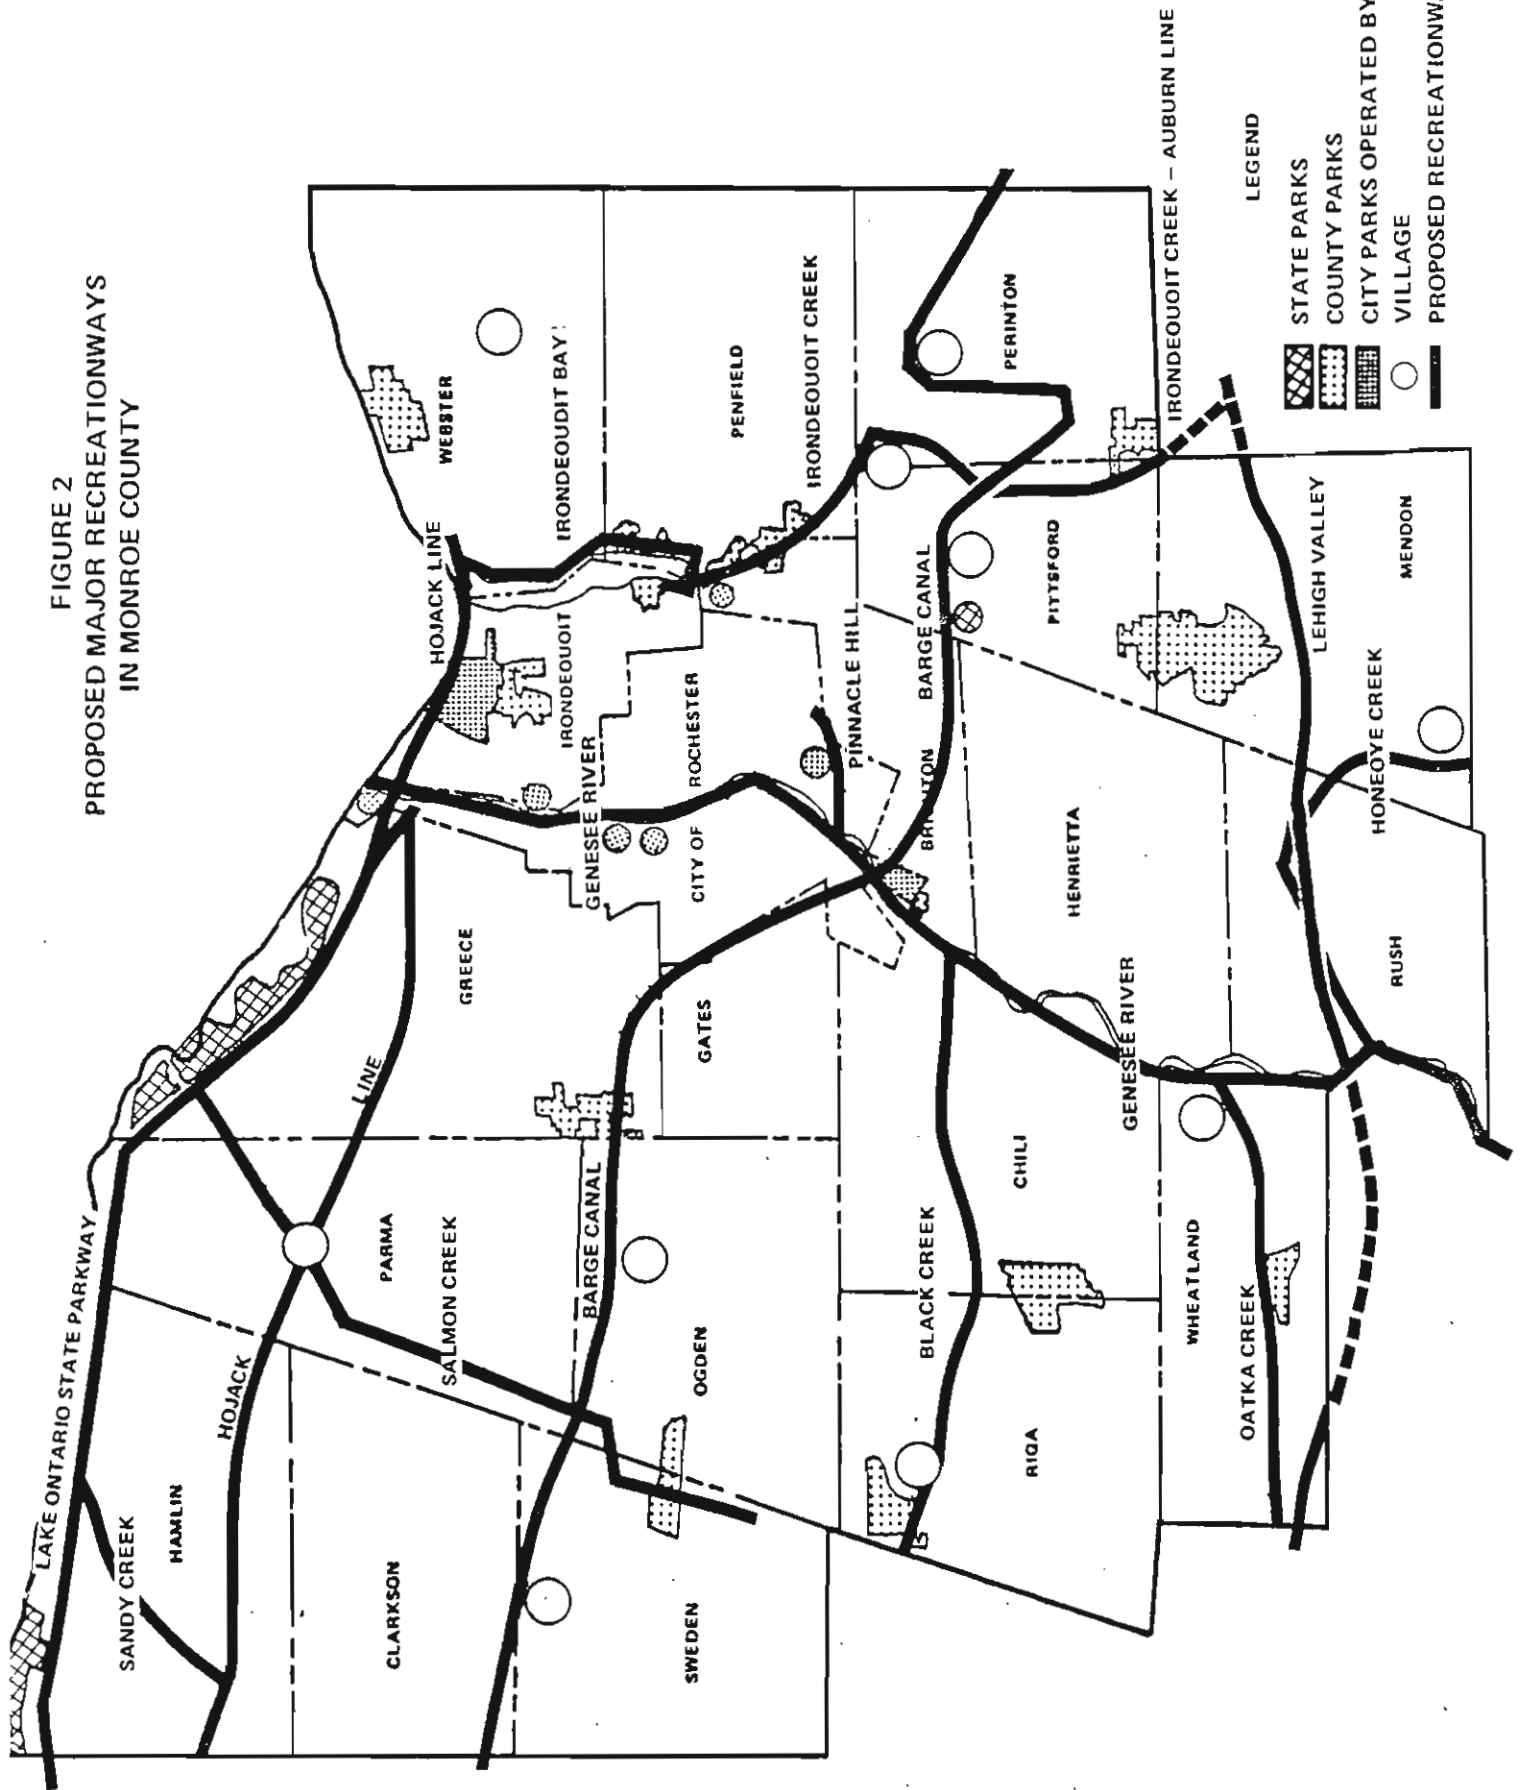 FIGURE 2
PROPOSED MAJOR RECREATIONWAYS
IN MONROE COUNTY
LAKE ONTARIO STATE PARKWAY
SANDY CREEK
HAMLIN
HOJACK
LINE
CLARKSON
SWEDEN
PARMA
SALMON CREEK
BARGE CANAL
OGDEN
GREECE
GATES
HOJACK LINE
IRONDEQUOIT
GENESEE RIVER
CITY OF
ROCHESTER
WEBSTER
IRONDEOUDIT BAY
PENFIELD
IRONDEOUOIT CREEK
PINNACLE HILL
BARGE CANAL
BRIGHTON
PERINTON
PITTSFORD
HENRIETTA
BLACK CREEK
CHILI
RIGA
GENESEE RIVER
WHEATLAND
OATKA CREEK
LEHIGH VALLEY
MENDON
HONEOYE CREEK
RUSH
IRONDEQUOIT CREEK – AUBURN LINE
LEGEND
STATE PARKS
COUNTY PARKS
CITY PARKS OPERATED BY
VILLAGE
PROPOSED RECREATIONWA